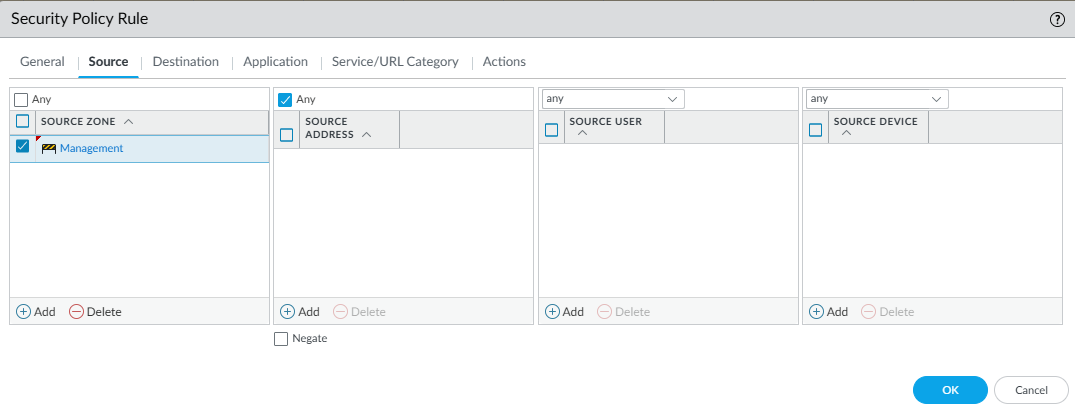 Security Policy Rule
General Source Destination Application Service/URL Category Actions
Any Any any any
SOURCE ZONE SOURCE ADDRESS SOURCE USER SOURCE DEVICE
Management
Add Delete Add Delete Add Delete Add Delete
Negate
OK Cancel